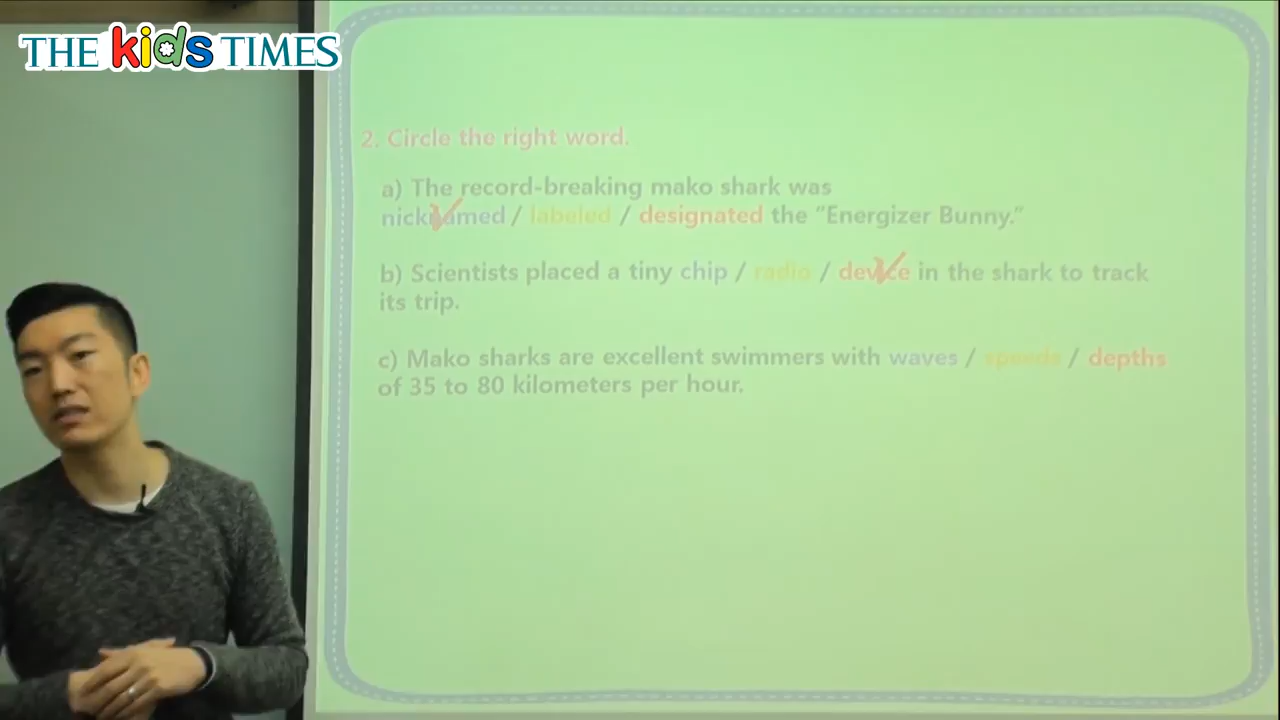 THE kids TIMES
2. Circle the right word.
a) The record-breaking mako shark was
nicknamed / labeled / designated the “Energizer Bunny.”
b) Scientists placed a tiny chip / radio / device in the shark to track
its trip.
c) Mako sharks are excellent swimmers with waves / speeds / depths
of 35 to 80 kilometers per hour.